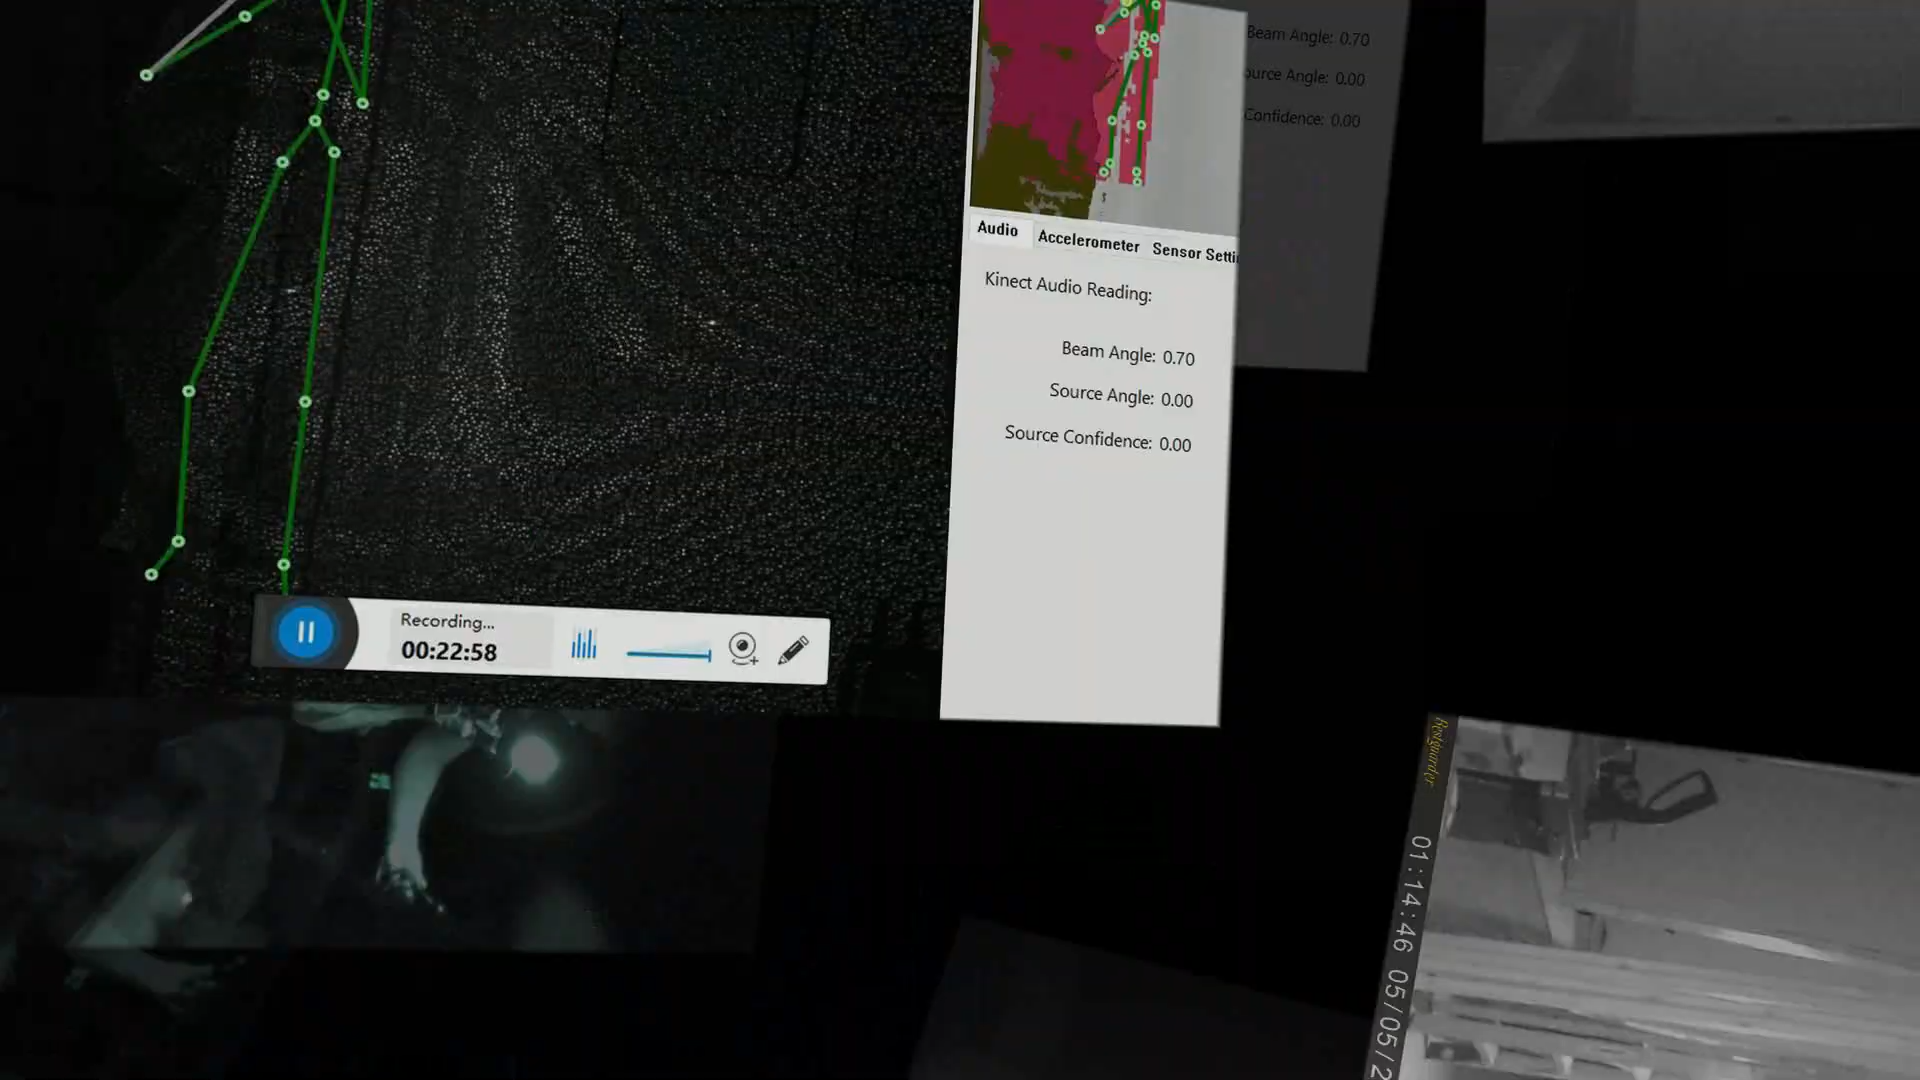 Beam Angle: 0.70
Angle: 0.00
Confidence: 0.00
Audio Accelerometer Sensor
Kinect Audio Reading:
Beam Angle: 0.70
Source Angle: 0.00
Source Confidence: 0.00
Recording...
00:22:58
01:14:46 05/05/2